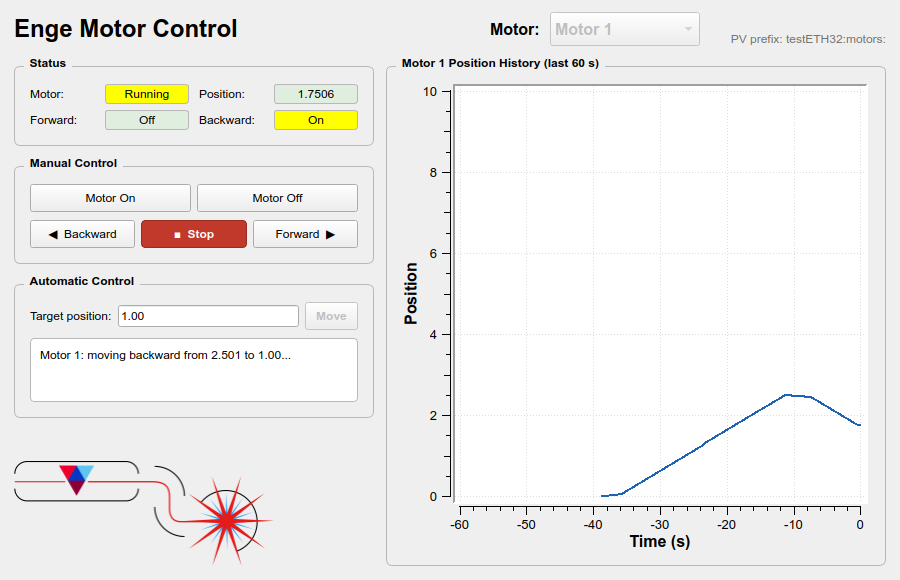 Enge Motor Control
Motor: Motor 1
PV prefix: testETH32:motors:
Status
Motor: Running Position: 1.7506
Forward: Off Backward: On
Manual Control
Motor On Motor Off
◀ Backward ■ Stop Forward ▶
Automatic Control
Target position: 1.00 Move
Motor 1: moving backward from 2.501 to 1.00...
Motor 1 Position History (last 60 s)
10
8
6
4
2
0
Position
-60 -50 -40 -30 -20 -10 0
Time (s)